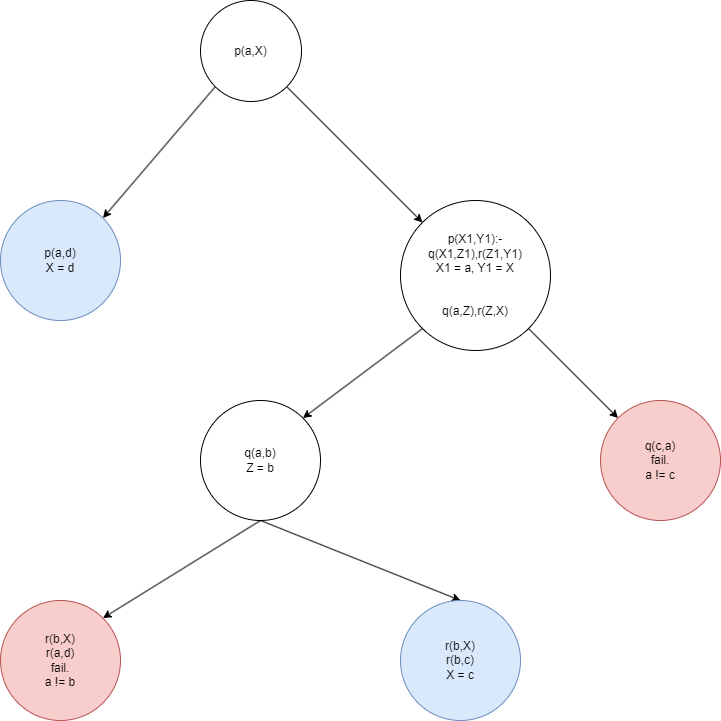 p(a,X)
p(a,d)
X = d
p(X1,Y1):-
q(X1,Z1),r(Z1,Y1)
X1 = a, Y1 = X
q(a,Z),r(Z,X)
q(a,b)
Z = b
q(c,a)
fail.
a != c
r(b,X)
r(a,d)
fail.
a != b
r(b,X)
r(b,c)
X = c